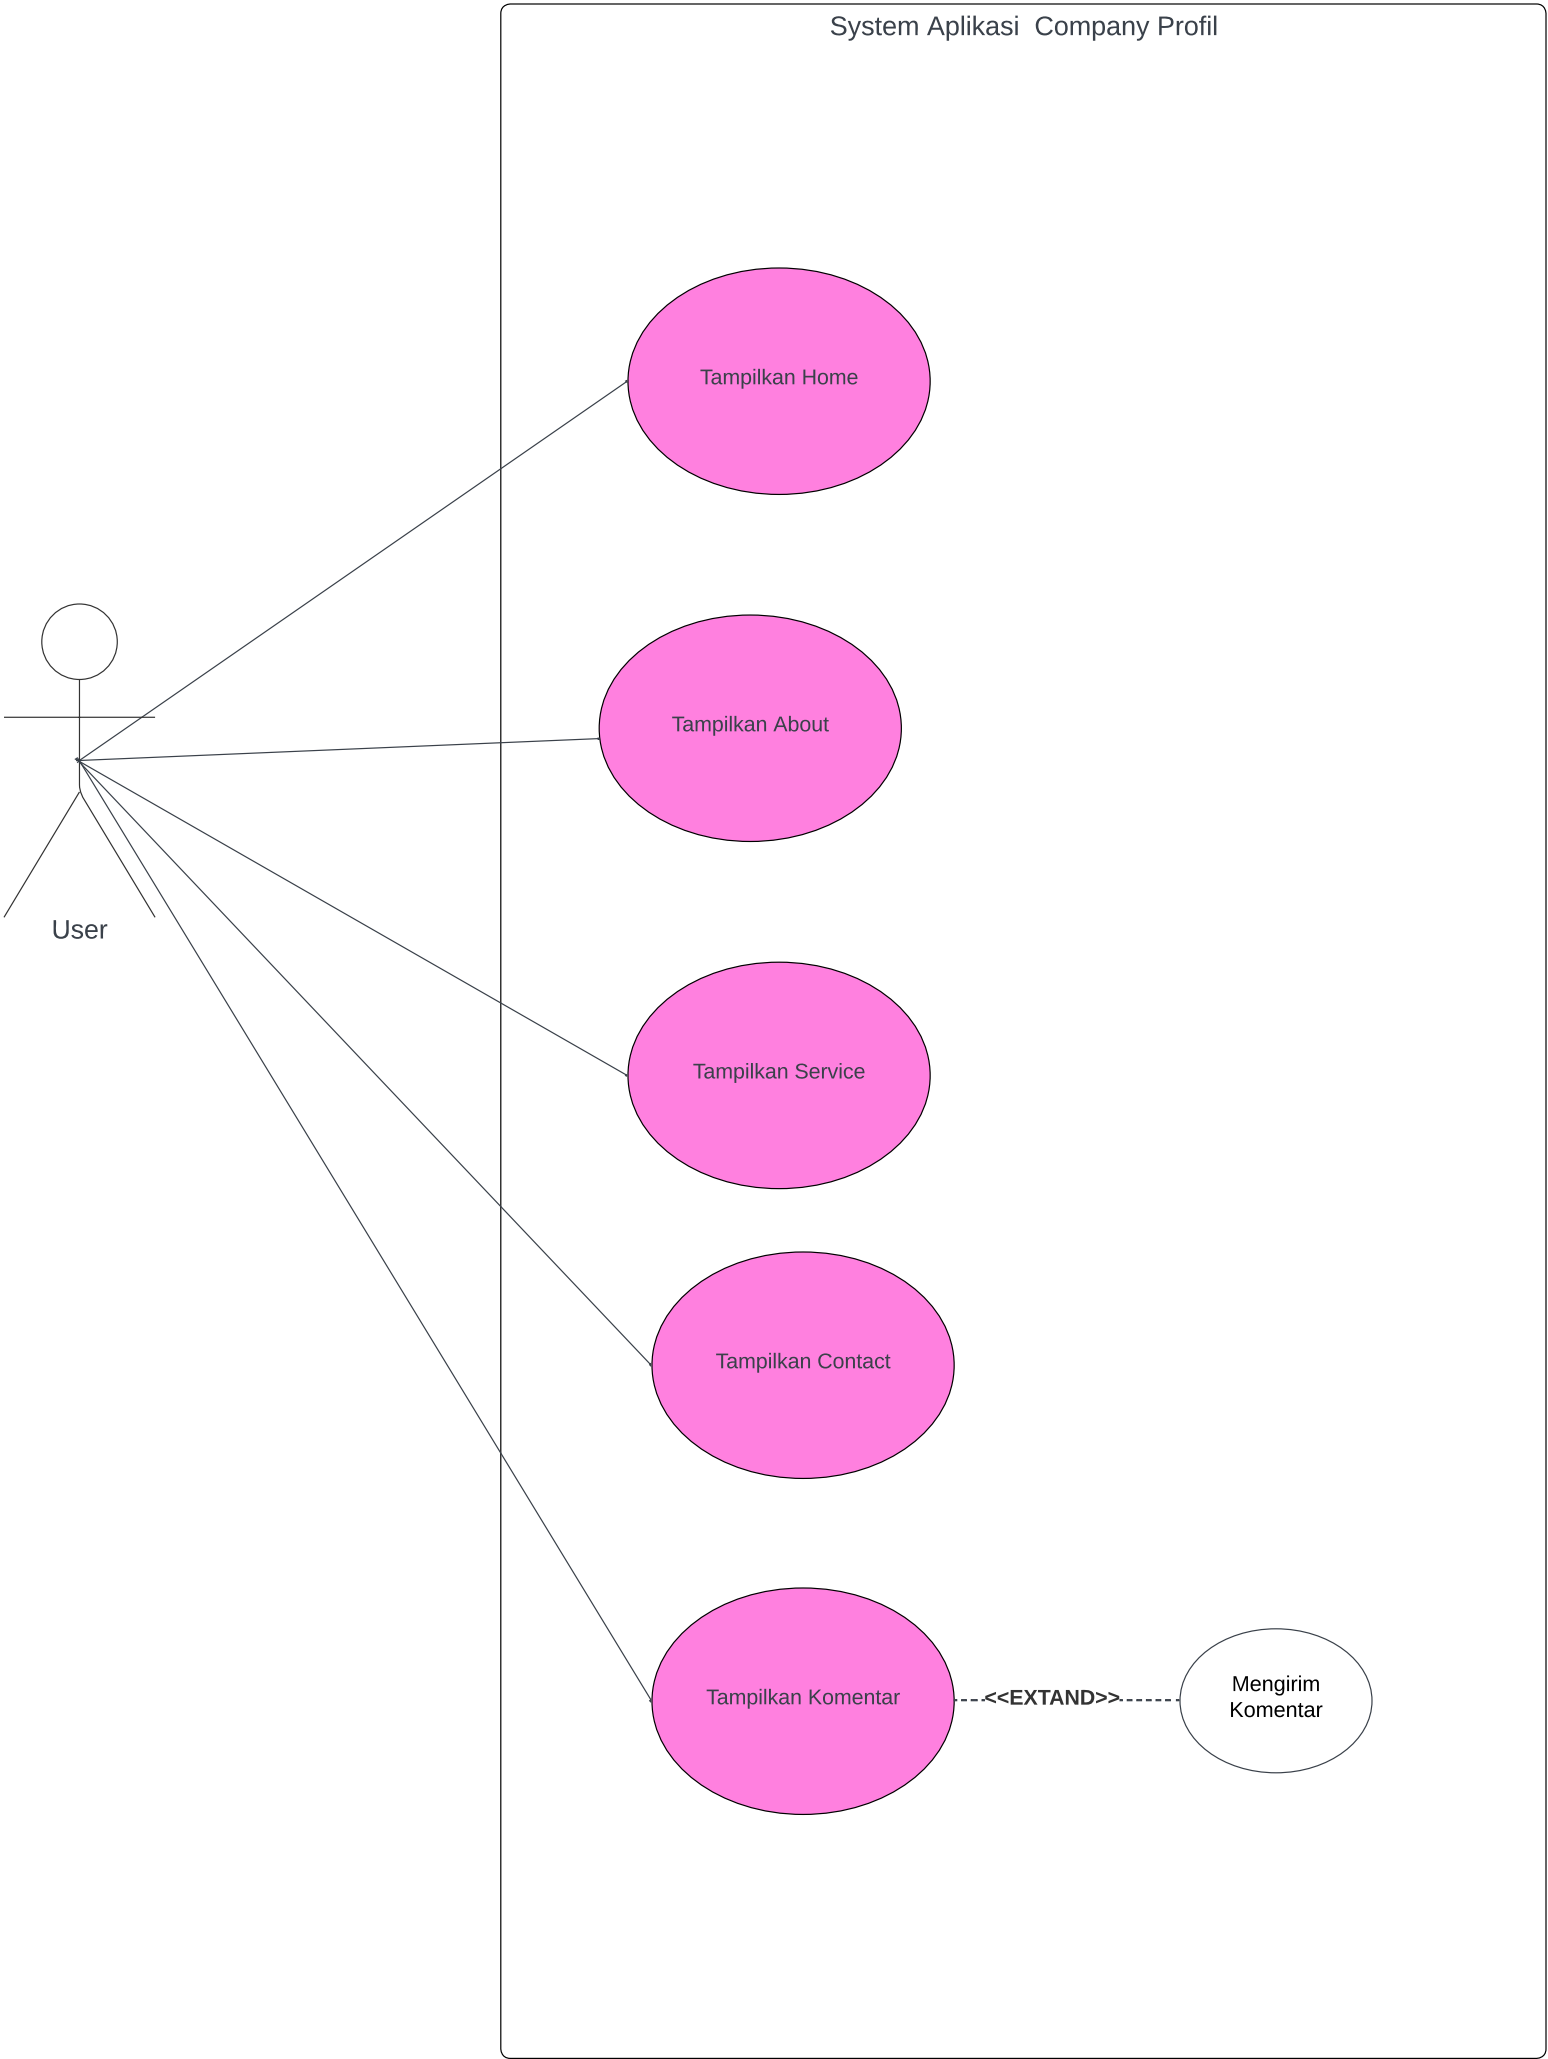 System Aplikasi  Company Profil
Tampilkan Home
Tampilkan About
User
Tampilkan Service
Tampilkan Contact
Tampilkan Komentar
<<EXTAND>>
Mengirim
Komentar